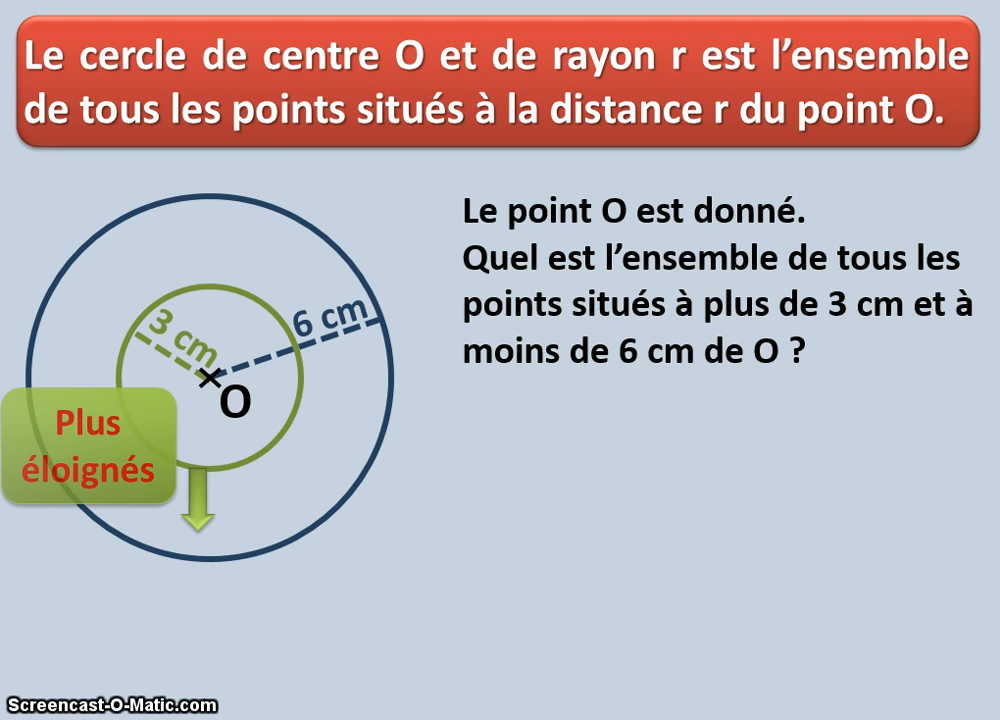 Le cercle de centre O et de rayon r est l’ensemble
de tous les points situés à la distance r du point O.
Le point O est donné.
Quel est l’ensemble de tous les
points situés à plus de 3 cm et à
moins de 6 cm de O ?
3 cm
6 cm
O
Plus
éloignés
Screencast-O-Matic.com